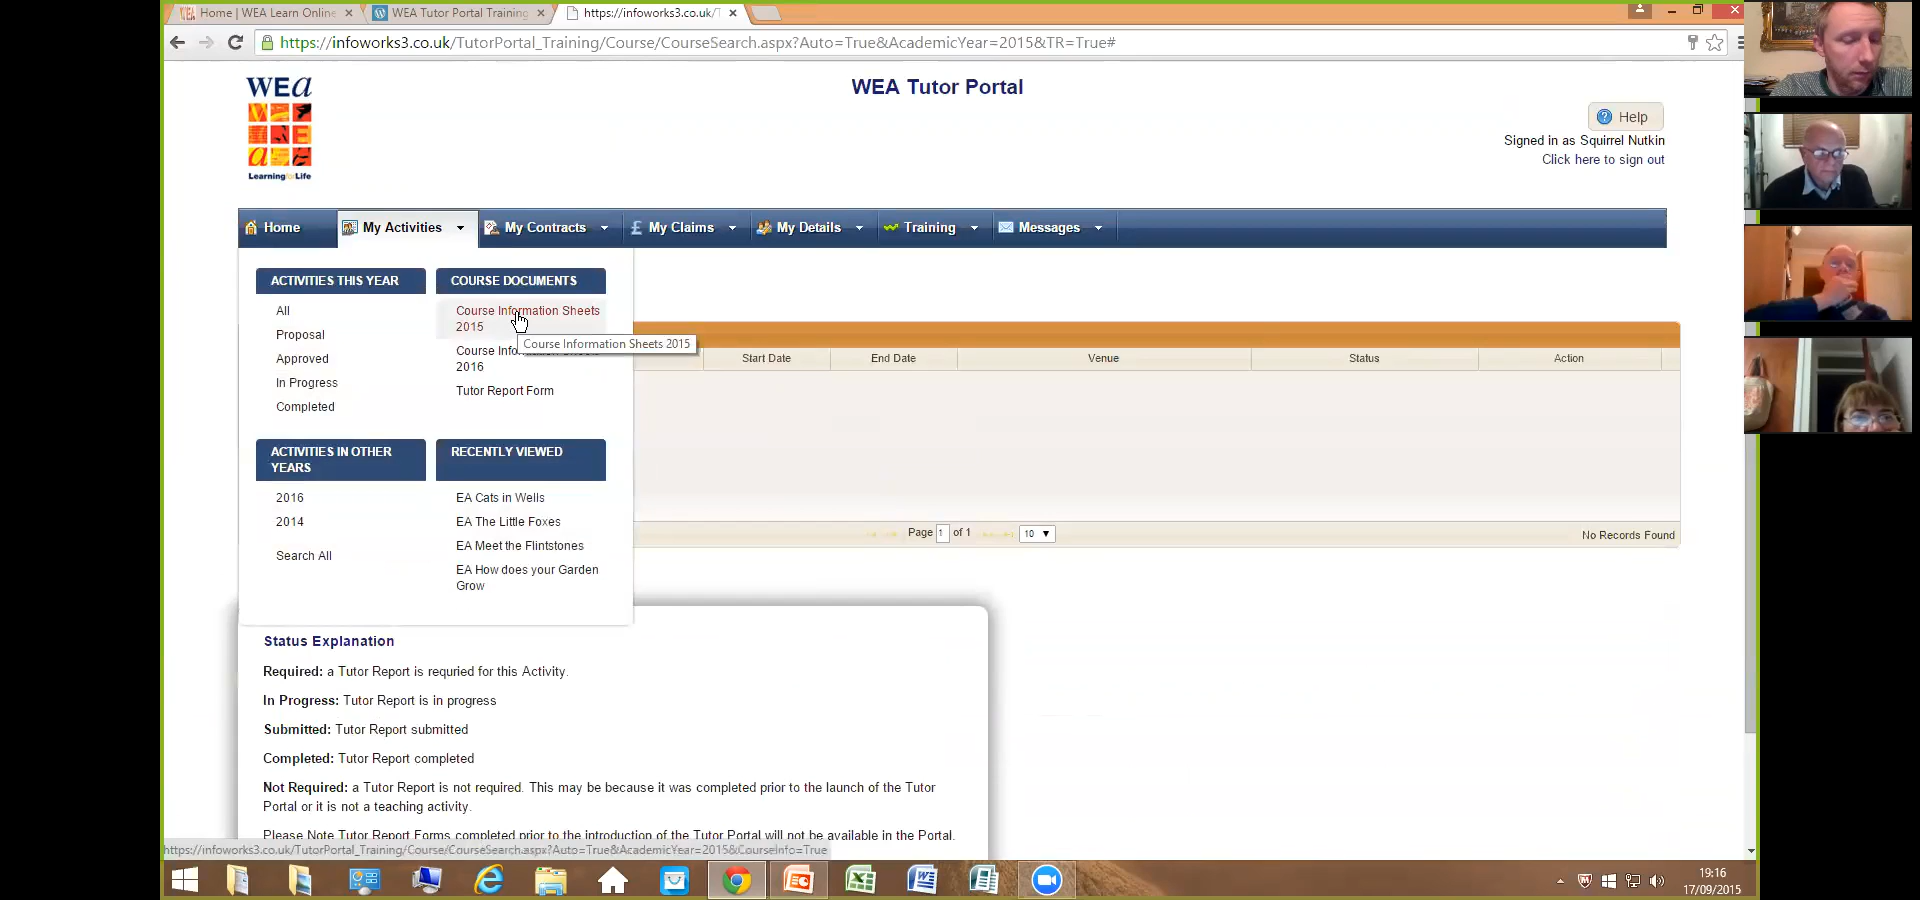 Home | WEA Learn Online
WEA Tutor Portal Training
https://infoworks3.co.uk/T
https://infoworks3.co.uk/TutorPortal_Training/Course/CourseSearch.aspx?Auto=True&AcademicYear=2015&TR=True#
WEA
WEA
Learning for Life
WEA Tutor Portal
Help
Signed in as Squirrel Nutkin
Click here to sign out
Home
My Activities
My Contracts
My Claims
My Details
Training
Messages
ACTIVITIES THIS YEAR
All
Proposal
Approved
In Progress
Completed
COURSE DOCUMENTS
Course Information Sheets
2015
Course Information Sheets 2015
Course
2016
Tutor Report Form
ACTIVITIES IN OTHER
YEARS
2016
2014
Search All
RECENTLY VIEWED
EA Cats in Wells
EA The Little Foxes
EA Meet the Flintstones
EA How does your Garden
Grow
Start Date
End Date
Venue
Status
Action
Page 1 of 1
10
No Records Found
Status Explanation
Required: a Tutor Report is requried for this Activity.
In Progress: Tutor Report is in progress
Submitted: Tutor Report submitted
Completed: Tutor Report completed
Not Required: a Tutor Report is not required. This may be because it was completed prior to the launch of the Tutor
Portal or it is not a teaching activity.
Please Note Tutor Report Forms completed prior to the introduction of the Tutor Portal will not be available in the Portal.
https://infoworks3.co.uk/TutorPortal_Training/Course/CourseSearch.aspx?Auto=True&AcademicYear=2015&CourseInfo=True
19:16
17/09/2015